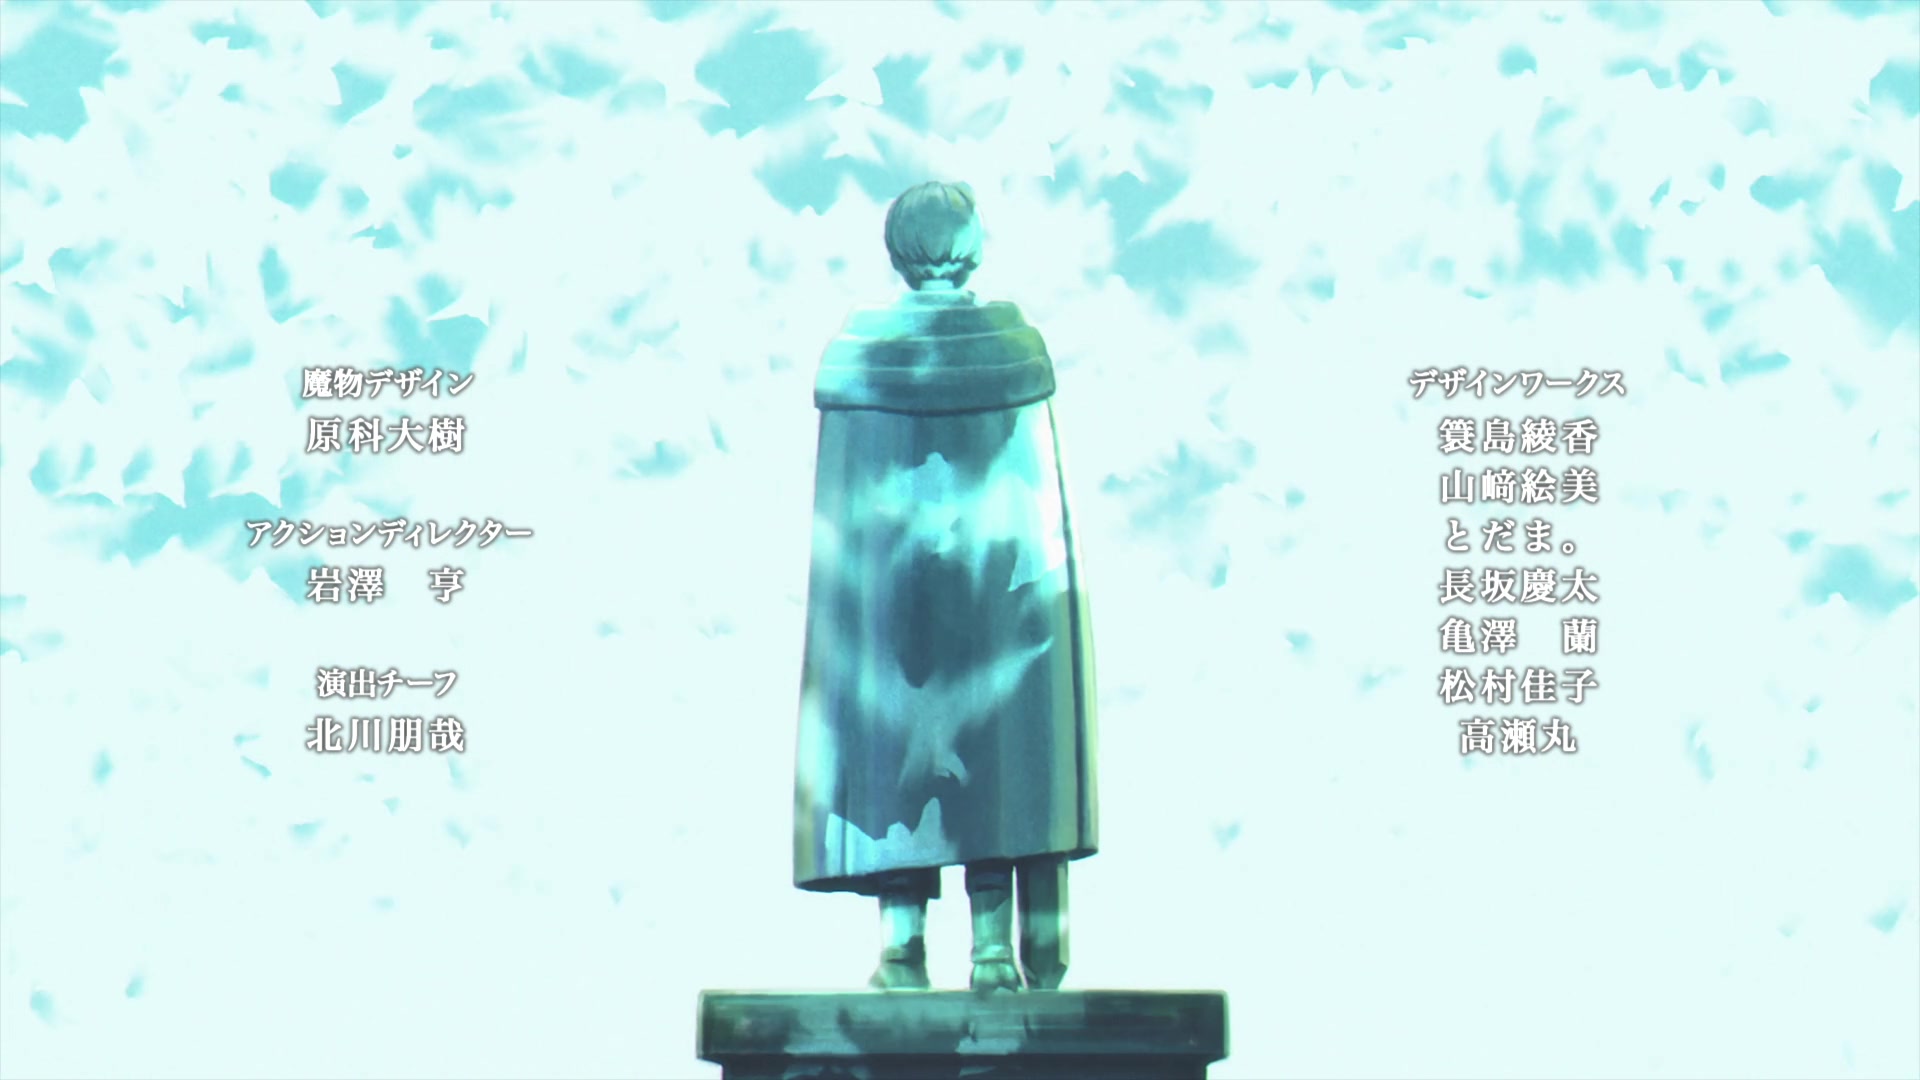 魔物デザイン
原科大樹
アクションディレクター
岩澤　亨
演出チーフ
北川朋哉
デザインワークス
簑島綾香
山﨑絵美
とだま。
長坂慶太
亀澤　蘭
松村佳子
高瀬丸